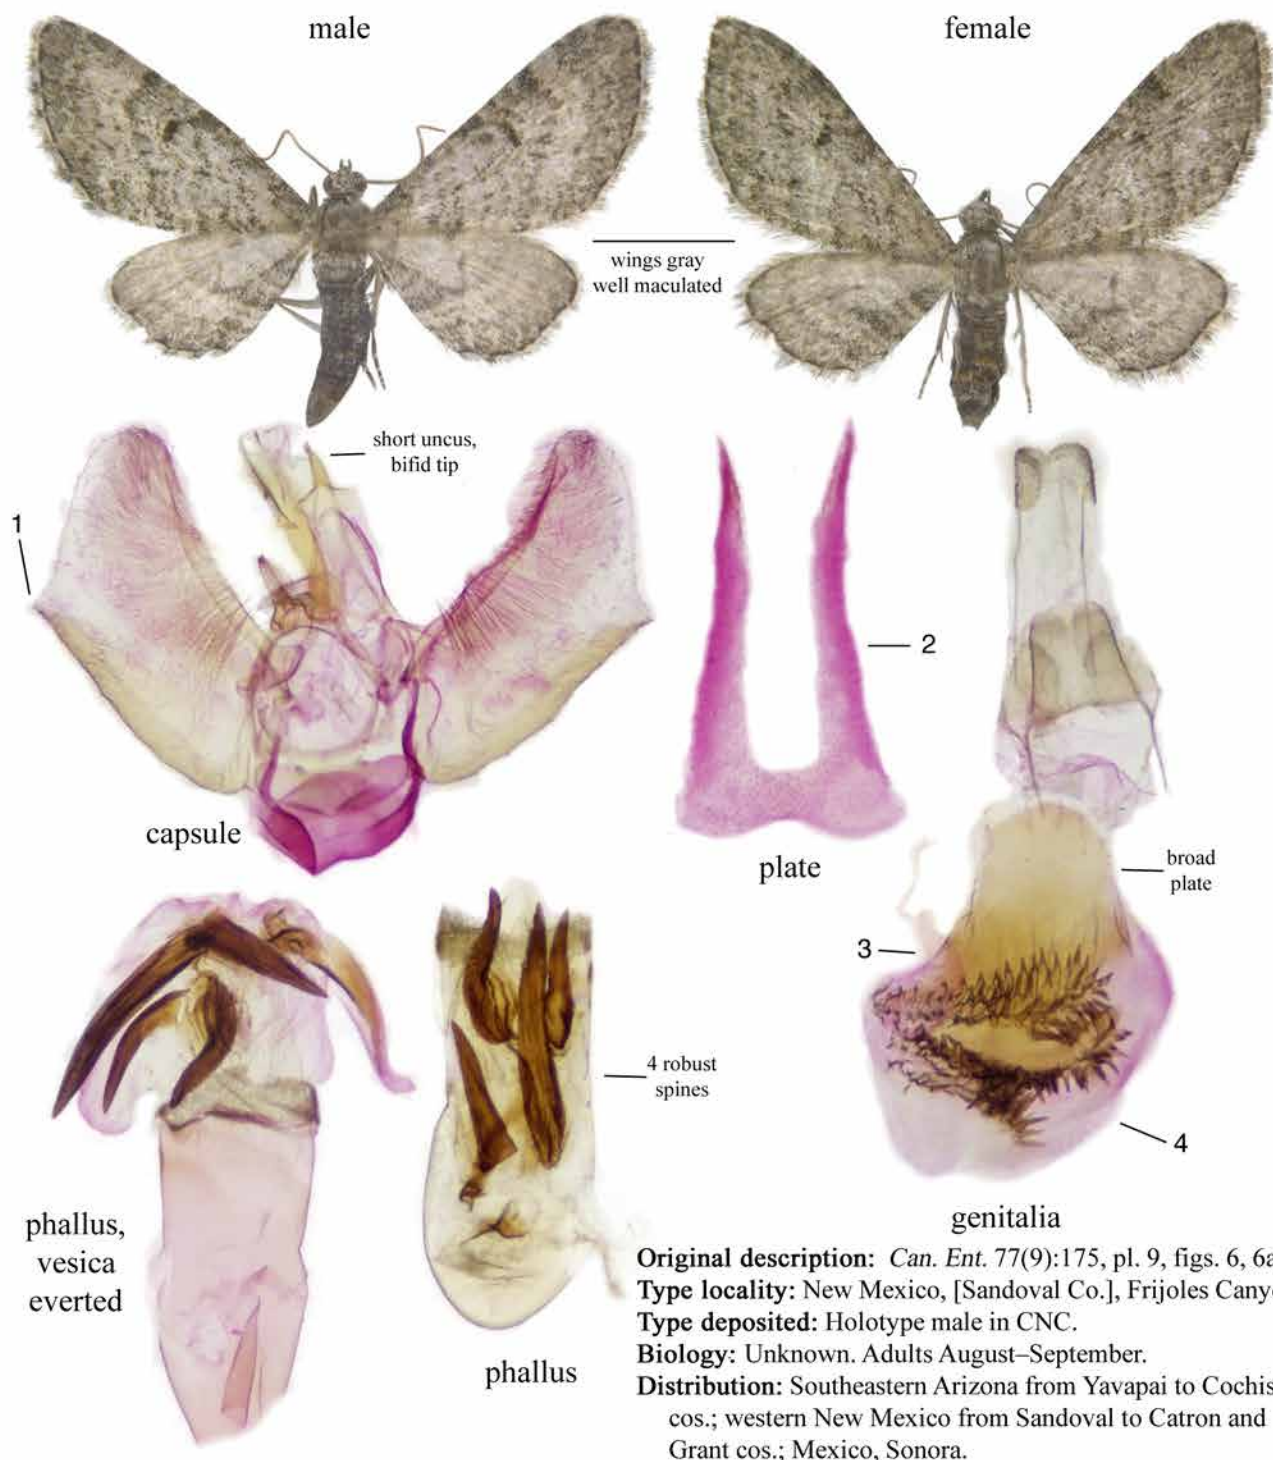 male
female
wings gray
well maculated
short uncus,
bifid tip
1
2
capsule
plate
broad
plate
3
4 robust
spines
4
phallus,
vesica
everted
phallus
genitalia
Original description: Can. Ent. 77(9):175, pl. 9, figs. 6, 6a
Type locality: New Mexico, [Sandoval Co.], Frijoles
Type deposited: Holotype male in CNC.
Biology: Unknown. Adults August–September.
Distribution: Southeastern Arizona from Yavapai to
cos.; western New Mexico from Sandoval to Catron and
Grant cos.; Mexico, Sonora.